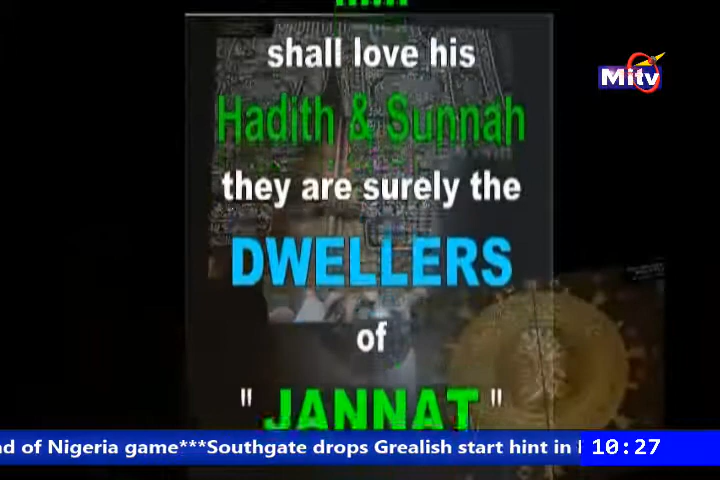 Mitv
shall love his
Hadith & Sunnah
they are surely the
DWELLERS
of
" JANNAT "
of Nigeria game***Southgate drops Grealish start hint in
10:27